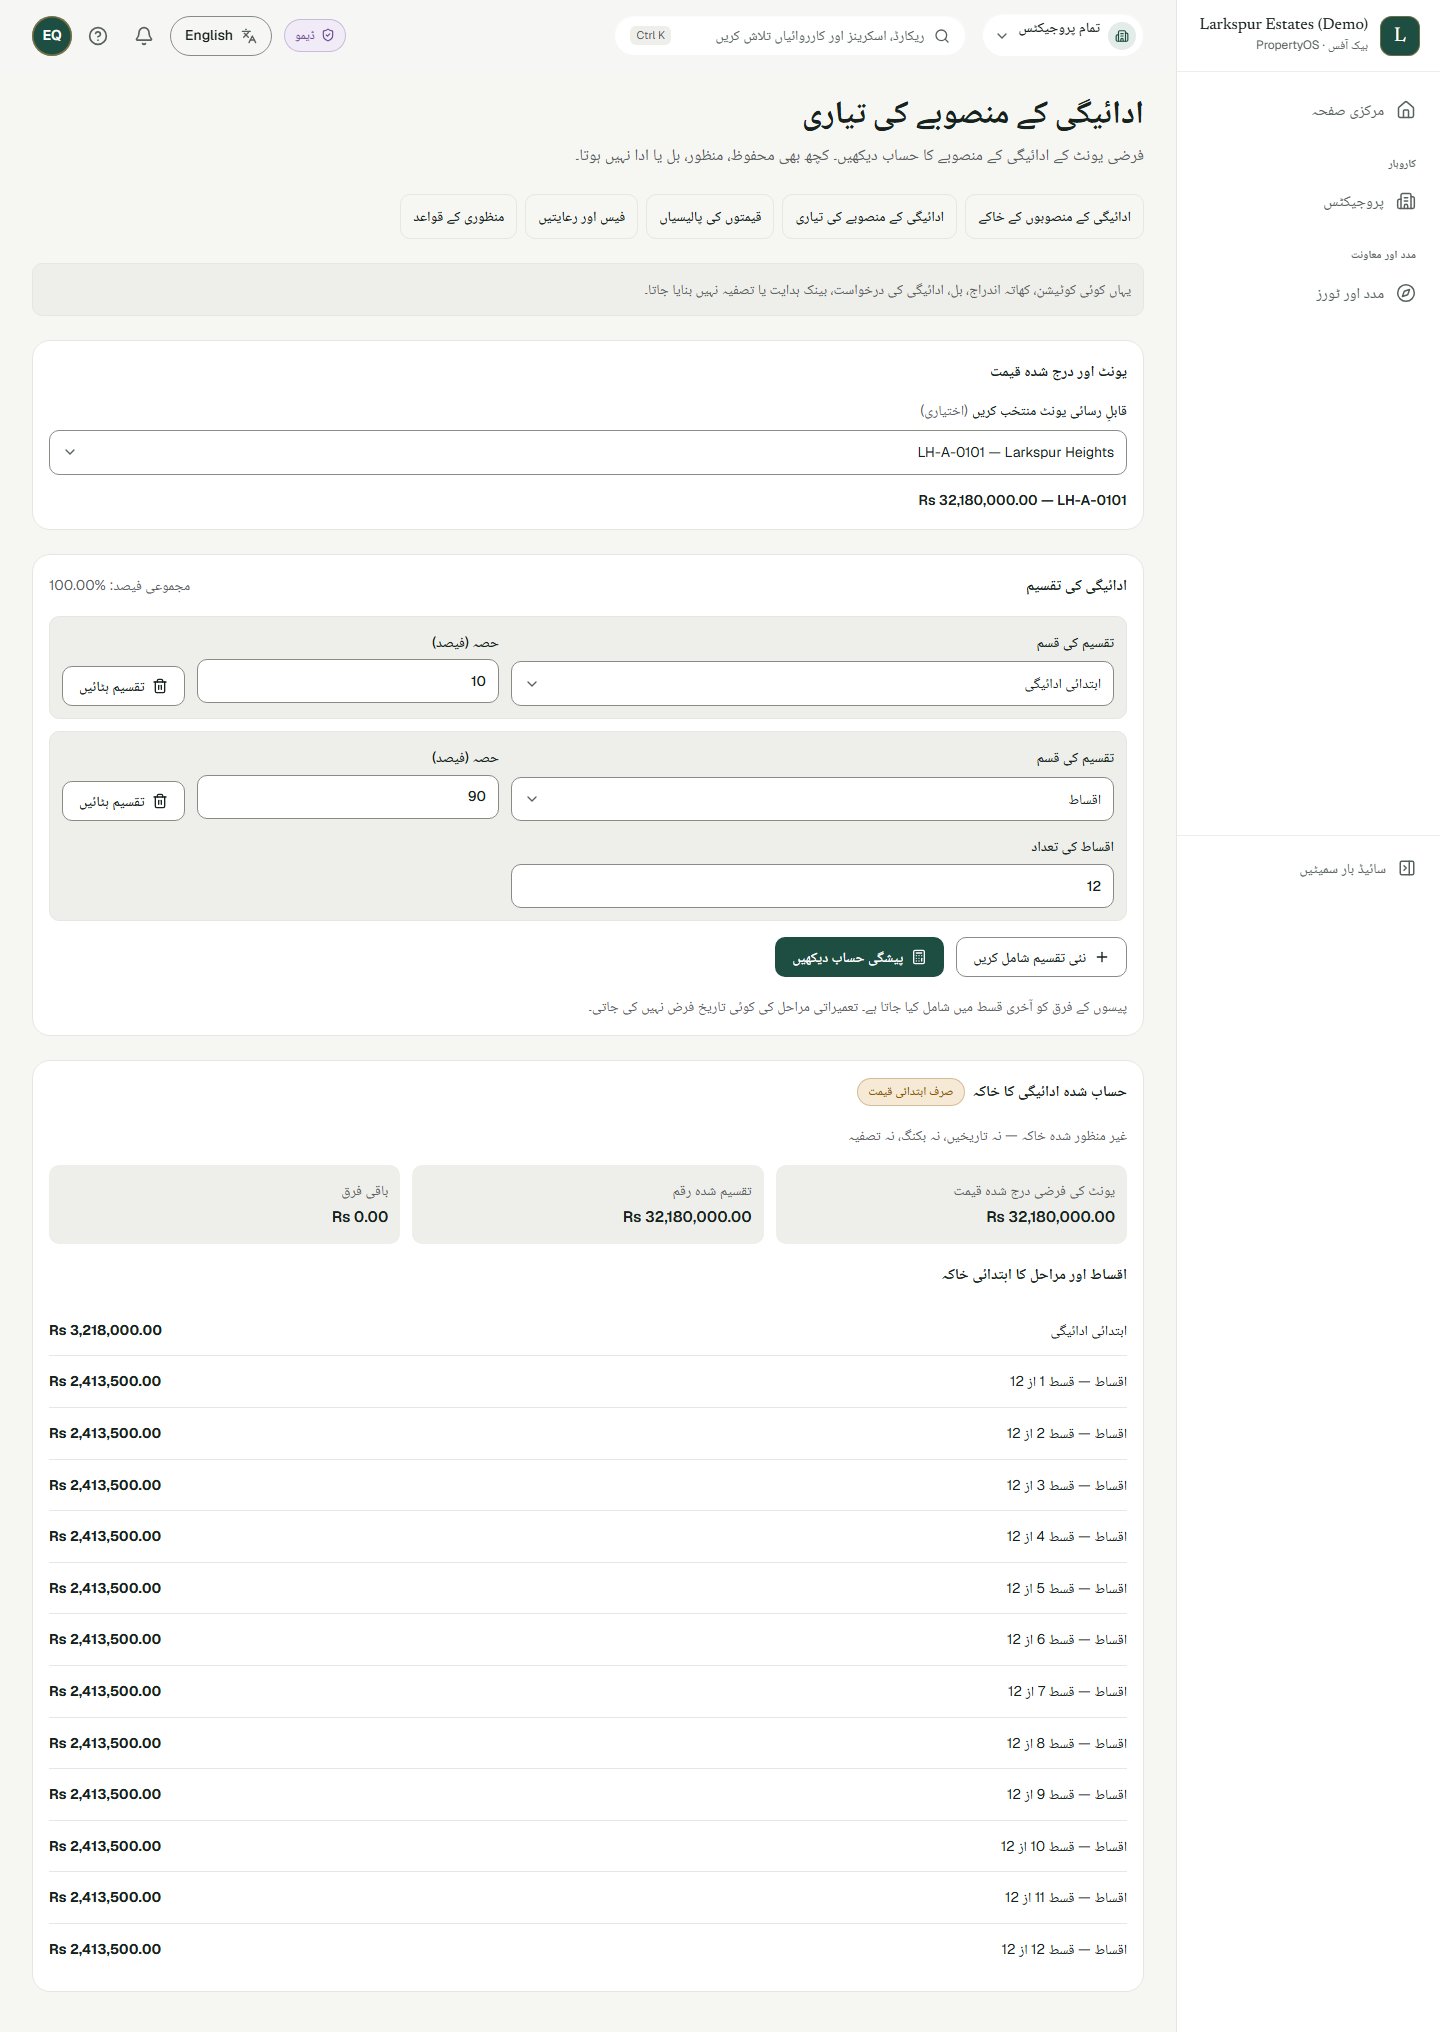 Larkspur Estates (Demo)
بیک آفس · PropertyOS
L
مرکزی صفحہ
کاروبار
پروجیکٹس
مدد اور معاونت
مدد اور ٹورز
سائیڈ بار سمیٹیں
تمام پروجیکٹس
ریکارڈ، اسکرینز اور کارروائیاں تلاش کریں
Ctrl K
ڈیمو
English
EQ
ادائیگی کے منصوبے کی تیاری
فرضی یونٹ کے ادائیگی کے منصوبے کا حساب دیکھیں۔ کچھ بھی محفوظ، منظور، بل یا ادا نہیں ہوتا۔
ادائیگی کے منصوبوں کے خاکے
ادائیگی کے منصوبے کی تیاری
قیمتوں کی پالیسیاں
فیس اور رعایتیں
منظوری کے قواعد
یہاں کوئی کوٹیشن، کھاتہ اندراج، بل، ادائیگی کی درخواست، بینک ہدایت یا تصفیہ نہیں بنایا جاتا۔
یونٹ اور درج شدہ قیمت
قابلِ رسائی یونٹ منتخب کریں (اختیاری)
LH-A-0101 — Larkspur Heights
Rs 32,180,000.00 — LH-A-0101
ادائیگی کی تقسیم
مجموعی فیصد: 100.00%
تقسیم کی قسم
حصہ (فیصد)
ابتدائی ادائیگی
10
تقسیم ہٹائیں
تقسیم کی قسم
حصہ (فیصد)
اقساط
90
تقسیم ہٹائیں
اقساط کی تعداد
12
نئی تقسیم شامل کریں
پیشگی حساب دیکھیں
پیسوں کے فرق کو آخری قسط میں شامل کیا جاتا ہے۔ تعمیراتی مراحل کی کوئی تاریخ فرض نہیں کی جاتی۔
حساب شدہ ادائیگی کا خاکہ
صرف ابتدائی قیمت
غیر منظور شدہ خاکہ — نہ تاریخیں، نہ بکنگ، نہ تصفیہ
یونٹ کی فرضی درج شدہ قیمت
Rs 32,180,000.00
تقسیم شدہ رقم
Rs 32,180,000.00
باقی فرق
Rs 0.00
اقساط اور مراحل کا ابتدائی خاکہ
ابتدائی ادائیگی
Rs 3,218,000.00
اقساط — قسط 1 از 12
Rs 2,413,500.00
اقساط — قسط 2 از 12
Rs 2,413,500.00
اقساط — قسط 3 از 12
Rs 2,413,500.00
اقساط — قسط 4 از 12
Rs 2,413,500.00
اقساط — قسط 5 از 12
Rs 2,413,500.00
اقساط — قسط 6 از 12
Rs 2,413,500.00
اقساط — قسط 7 از 12
Rs 2,413,500.00
اقساط — قسط 8 از 12
Rs 2,413,500.00
اقساط — قسط 9 از 12
Rs 2,413,500.00
اقساط — قسط 10 از 12
Rs 2,413,500.00
اقساط — قسط 11 از 12
Rs 2,413,500.00
اقساط — قسط 12 از 12
Rs 2,413,500.00